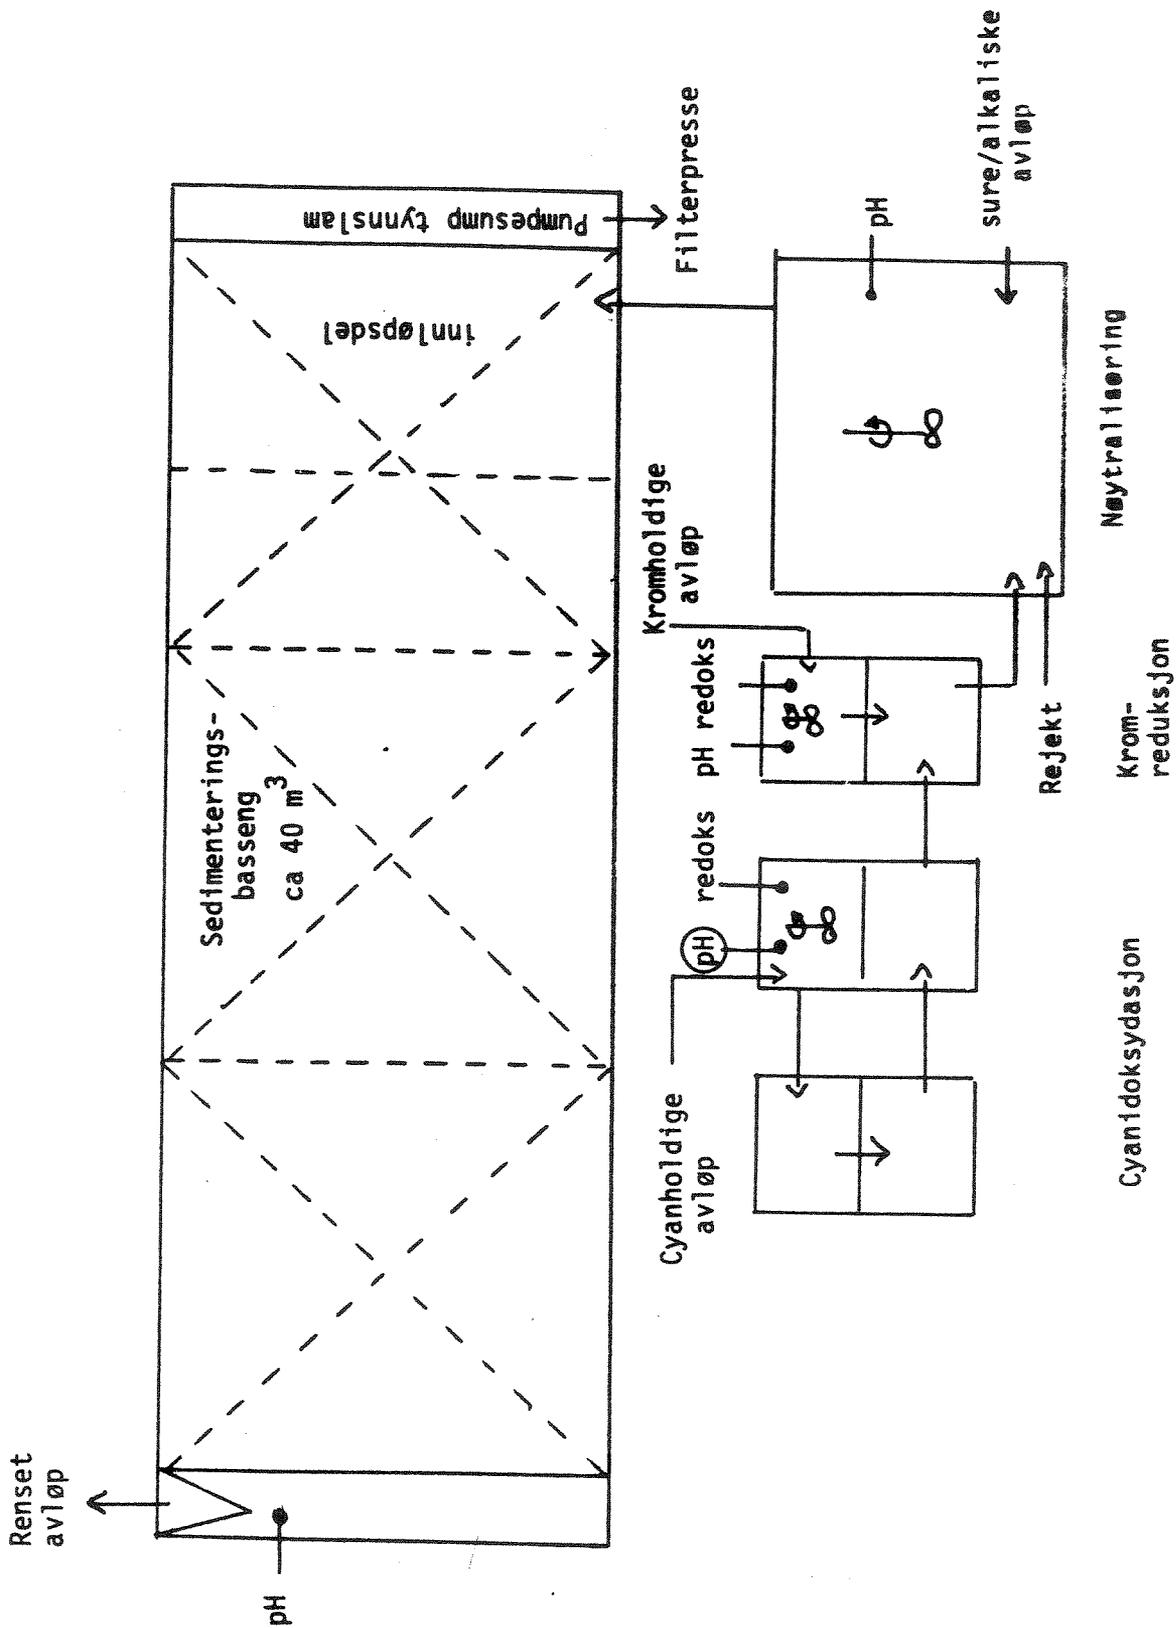 Renset
avløp
pH
Sedimenterings-
basseng
ca 40 m³
innløpsdel
Pumpesump tynnslam
Filterpresse
Cyanholdige
avløp
pH
redoks
pH redoks
Kromholdige
avløp
pH
sure/alkaliske
avløp
Rejekt
Cyanidoksydasjon
Krom-
reduksjon
Nøytralisøring